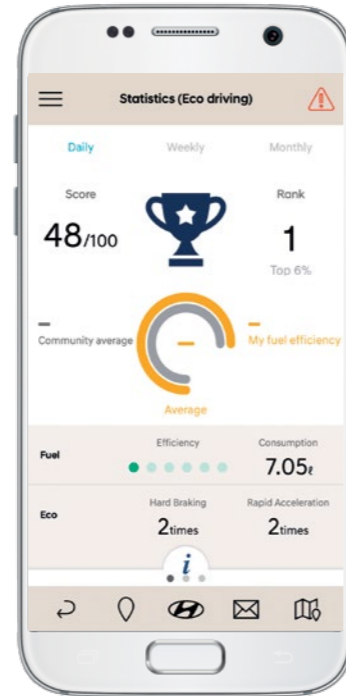 Statistics (Eco driving)
Daily Weekly Monthly
Score Rank
48/100 1
Top 6%
Community average My fuel efficiency
Average
Fuel Efficiency Consumption
7.05ℓ
Eco Hard Braking Rapid Acceleration
2times 2times
i